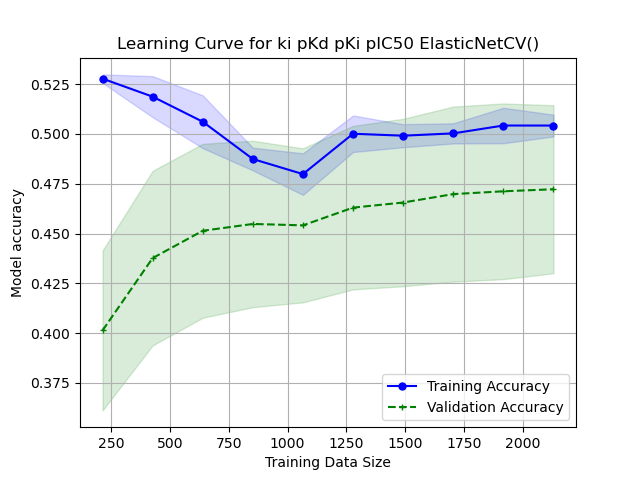 Learning Curve for ki pKd pKi pIC50 ElasticNetCV()
0.525
0.500
0.475
0.450
0.425
0.400
0.375
Model accuracy
250 500 750 1000 1250 1500 1750 2000
Training Data Size
Training Accuracy
Validation Accuracy